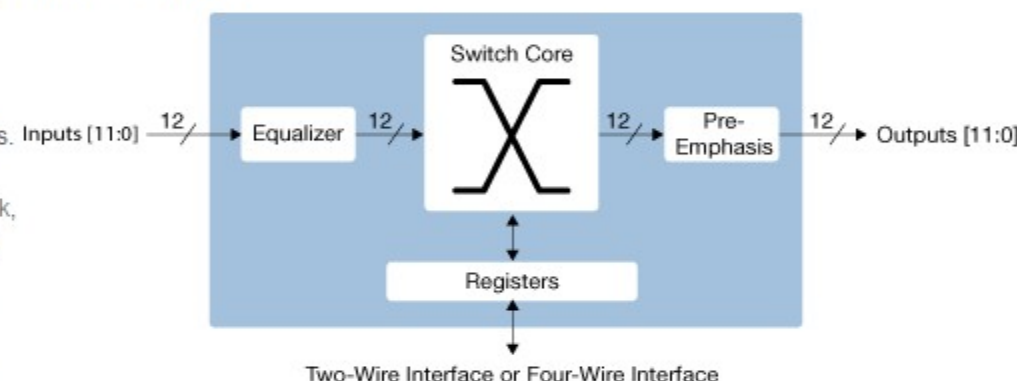 Switch Core
s. Inputs [11:0]
12
Equalizer
12
12
Pre-
Emphasis
12
Outputs [11:0]
k,
Registers
Two-Wire Interface or Four-Wire Interface